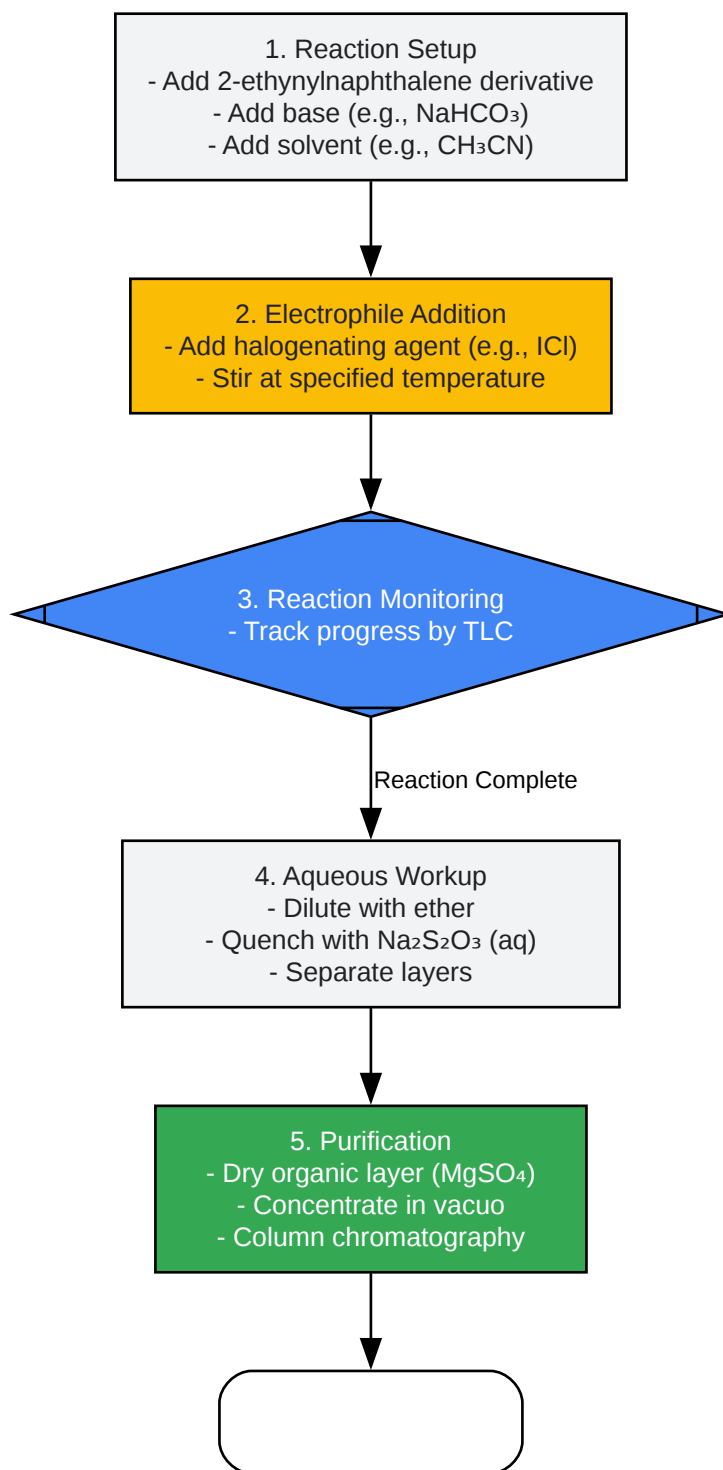 1. Reaction Setup
- Add 2-ethynylnaphthalene derivative
- Add base (e.g., NaHCO₃)
- Add solvent (e.g., CH₃CN)
2. Electrophile Addition
- Add halogenating agent (e.g., ICl)
- Stir at specified temperature
3. Reaction Monitoring
- Track progress by TLC
Reaction Complete
4. Aqueous Workup
- Dilute with ether
- Quench with Na₂S₂O₃ (aq)
- Separate layers
5. Purification
- Dry organic layer (MgSO₄)
- Concentrate in vacuo
- Column chromatography